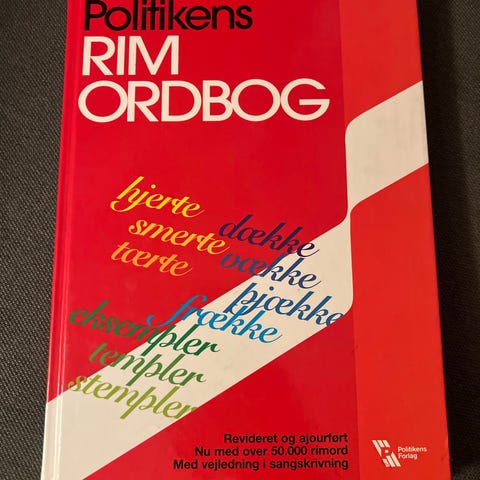 Politikens
RIM
ORDBOG
hjerte
smerte
tærte
dække
vække
hjække
frække
eksempler
templer
stempler
Revideret og ajourført
Nu med over 50.000 rimord
Med vejledning i sangskrivning
Politikens
Forlag